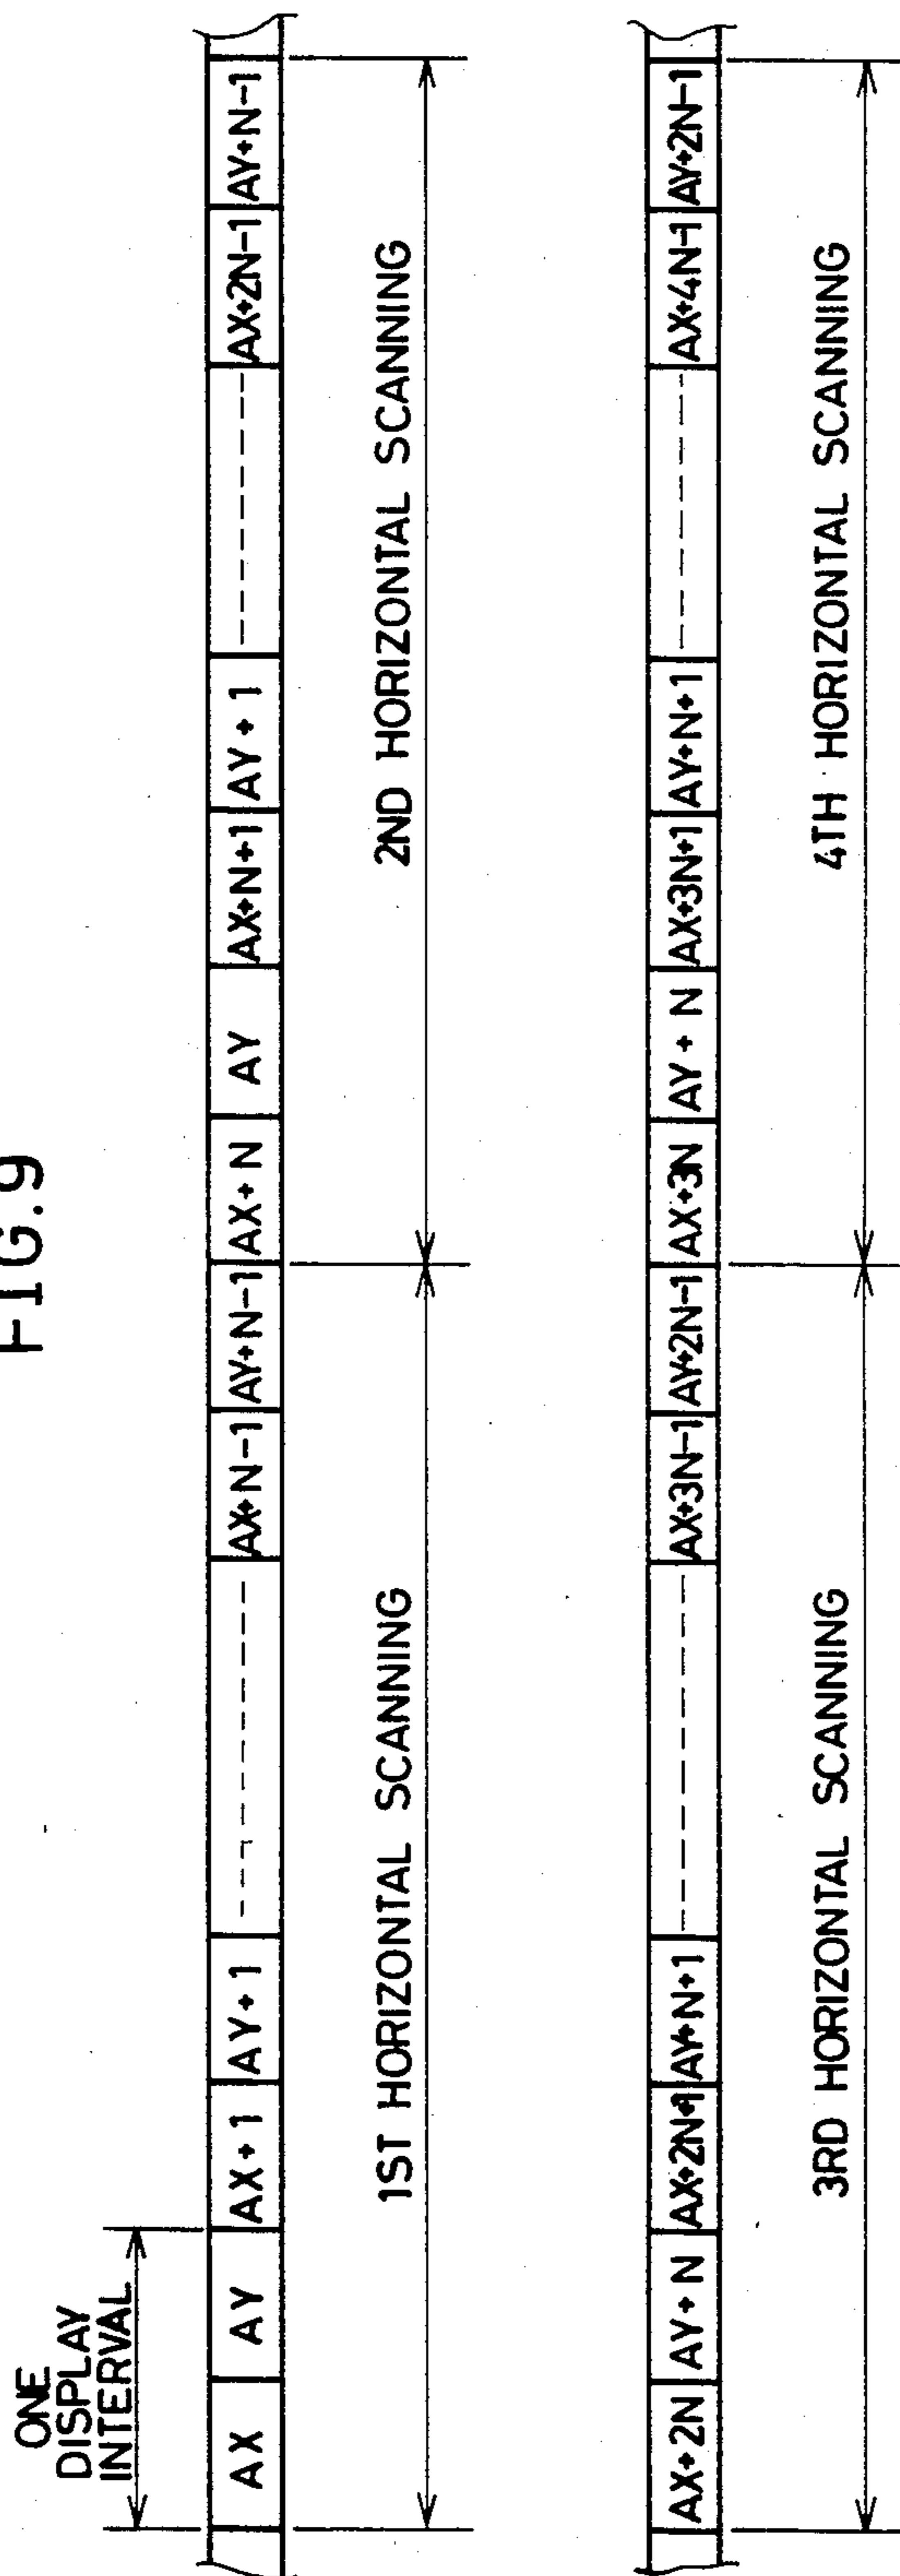 FIG.9
ONE
DISPLAY
INTERVAL
AX AY AX+1 AY+1 ------ AX+N-1 AY+N-1 AX+N AY AX+N+1 AY+1 ------ AX+2N-1 AY+N-1
1ST HORIZONTAL SCANNING 2ND HORIZONTAL SCANNING
AX+2N AY+N AX+2N+1 AY+N+1 ------ AX+3N-1 AY+2N-1 AX+3N AY+N AX+3N+1 AY+N+1 ------ AX+4N-1 AY+2N-1
3RD HORIZONTAL SCANNING 4TH HORIZONTAL SCANNING